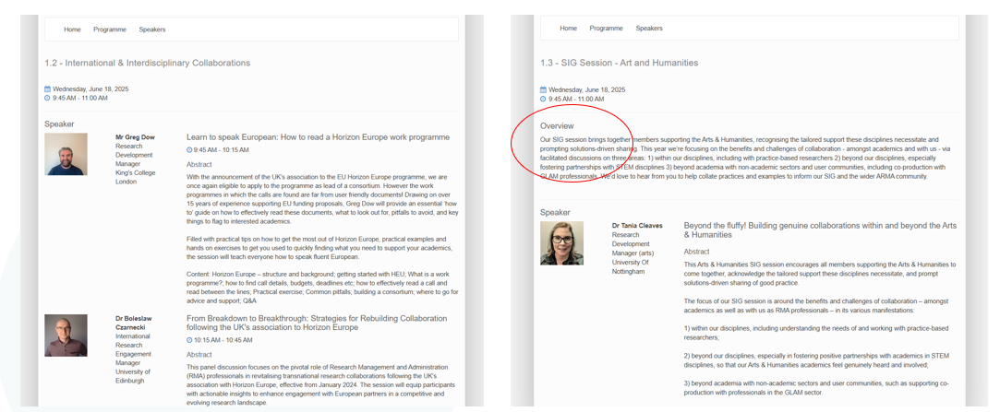 Home Programme Speakers
1.2 - International & Interdisciplinary Collaborations
Wednesday, June 18, 2025
9:45 AM - 11:00 AM
Speaker
Mr Greg Dow
Research
Development
Manager
King's College
London
Learn to speak European: How to read a Horizon Europe work programme
9:45 AM - 10:15 AM
Abstract
With the announcement of the UK's association to the EU Horizon Europe programme, we are
once again eligible to apply to the programme as lead of a consortium. However the work
programmes in which the calls are found are far from user friendly documents! Drawing on over
15 years of experience supporting EU funding proposals, Greg Dow will provide an essential 'how
to' guide on how to effectively read these documents, what to look out for, pitfalls to avoid, and key
things to flag to interested academics.
Filled with practical tips on how to get the most out of Horizon Europe, practical examples and
hands on exercises to get you used to quickly finding what you need to support your academics,
the session will teach everyone how to speak fluent European.
Content: Horizon Europe – structure and background; getting started with HEU; What is a work
programme?; how to find call details, budgets, deadlines etc; how to effectively read a call and
read between the lines; Practical exercise; Common pitfalls; building a consortium; where to go for
advice and support; Q&A
Dr Boleslaw
Czarnecki
International
Research
Engagement
Manager
University of
Edinburgh
From Breakdown to Breakthrough: Strategies for Rebuilding Collaboration
following the UK's association to Horizon Europe
10:15 AM - 10:45 AM
Abstract
This panel discussion focuses on the pivotal role of Research Management and Administration
(RMA) professionals in revitalising transnational research collaborations following the UK's
association with Horizon Europe, effective from January 2024. The session will equip participants
with actionable insights to enhance engagement with European partners in a competitive and
evolving research landscape.
Home Programme Speakers
1.3 - SIG Session - Art and Humanities
Wednesday, June 18, 2025
9:45 AM - 11:00 AM
Overview
Our SIG session brings together members supporting the Arts & Humanities, recognising the tailored support these disciplines necessitate and
prompting solutions-driven sharing. This year we're focusing on the benefits and challenges of collaboration - amongst academics and with us - via
facilitated discussions on three areas: 1) within our disciplines, including with practice-based researchers 2) beyond our disciplines, especially
fostering partnerships with STEM disciplines 3) beyond academia with non-academic sectors and user communities, including co-production with
GLAM professionals. We'd love to hear from you to help collate practices and examples to inform our SIG and the wider ARMA community.
Speaker
Dr Tania Cleaves
Research
Development
Manager (arts)
University Of
Nottingham
Beyond the fluffy! Building genuine collaborations within and beyond the Arts
& Humanities
Abstract
This Arts & Humanities SIG session encourages all members supporting the Arts & Humanities to
come together, acknowledge the tailored support these disciplines necessitate, and prompt
solutions-driven sharing of good practice.
The focus of our SIG session is around the benefits and challenges of collaboration – amongst
academics as well as with us as RMA professionals – in its various manifestations:
1) within our disciplines, including understanding the needs of and working with practice-based
researchers;
2) beyond our disciplines, especially in fostering positive partnerships with academics in STEM
disciplines, so that our Arts & Humanities academics feel genuinely heard and involved;
3) beyond academia with non-academic sectors and user communities, such as supporting co-
production with professionals in the GLAM sector.